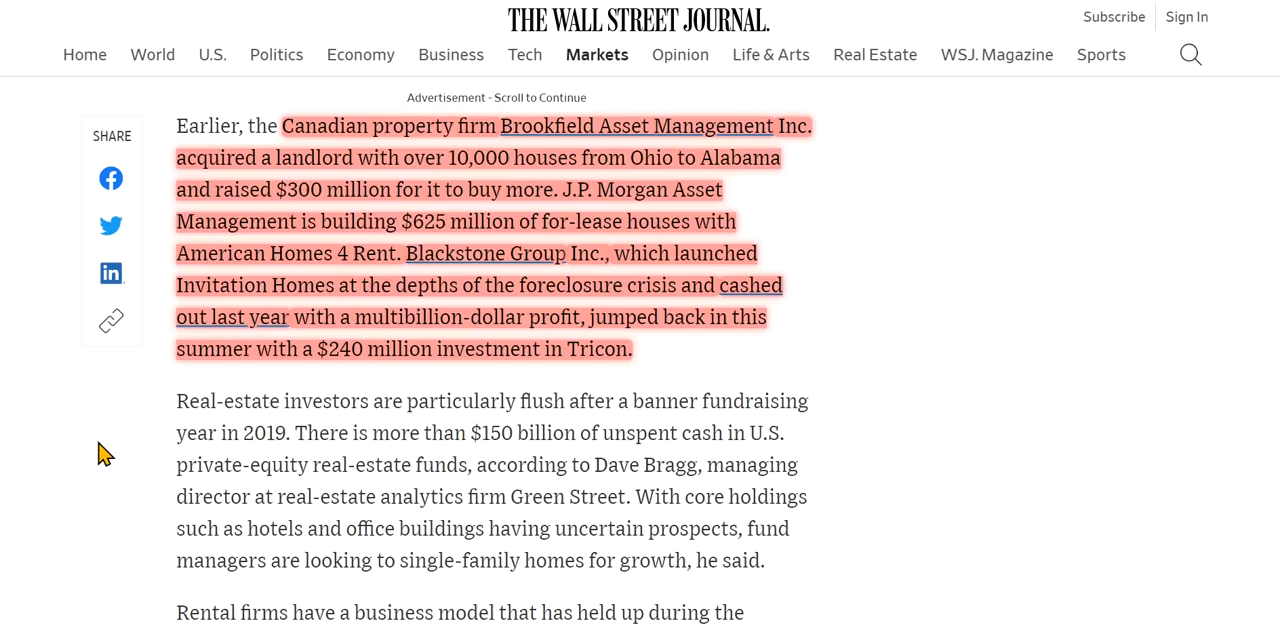 THE WALL STREET JOURNAL.
Subscribe
Sign In
Home World U.S. Politics Economy Business Tech Markets Opinion Life & Arts Real Estate WSJ. Magazine Sports
Advertisement - Scroll to Continue
SHARE
Earlier, the Canadian property firm Brookfield Asset Management Inc.
acquired a landlord with over 10,000 houses from Ohio to Alabama
and raised $300 million for it to buy more. J.P. Morgan Asset
Management is building $625 million of for-lease houses with
American Homes 4 Rent. Blackstone Group Inc., which launched
Invitation Homes at the depths of the foreclosure crisis and cashed
out last year with a multibillion-dollar profit, jumped back in this
summer with a $240 million investment in Tricon.
Real-estate investors are particularly flush after a banner fundraising
year in 2019. There is more than $150 billion of unspent cash in U.S.
private-equity real-estate funds, according to Dave Bragg, managing
director at real-estate analytics firm Green Street. With core holdings
such as hotels and office buildings having uncertain prospects, fund
managers are looking to single-family homes for growth, he said.
Rental firms have a business model that has held up during the